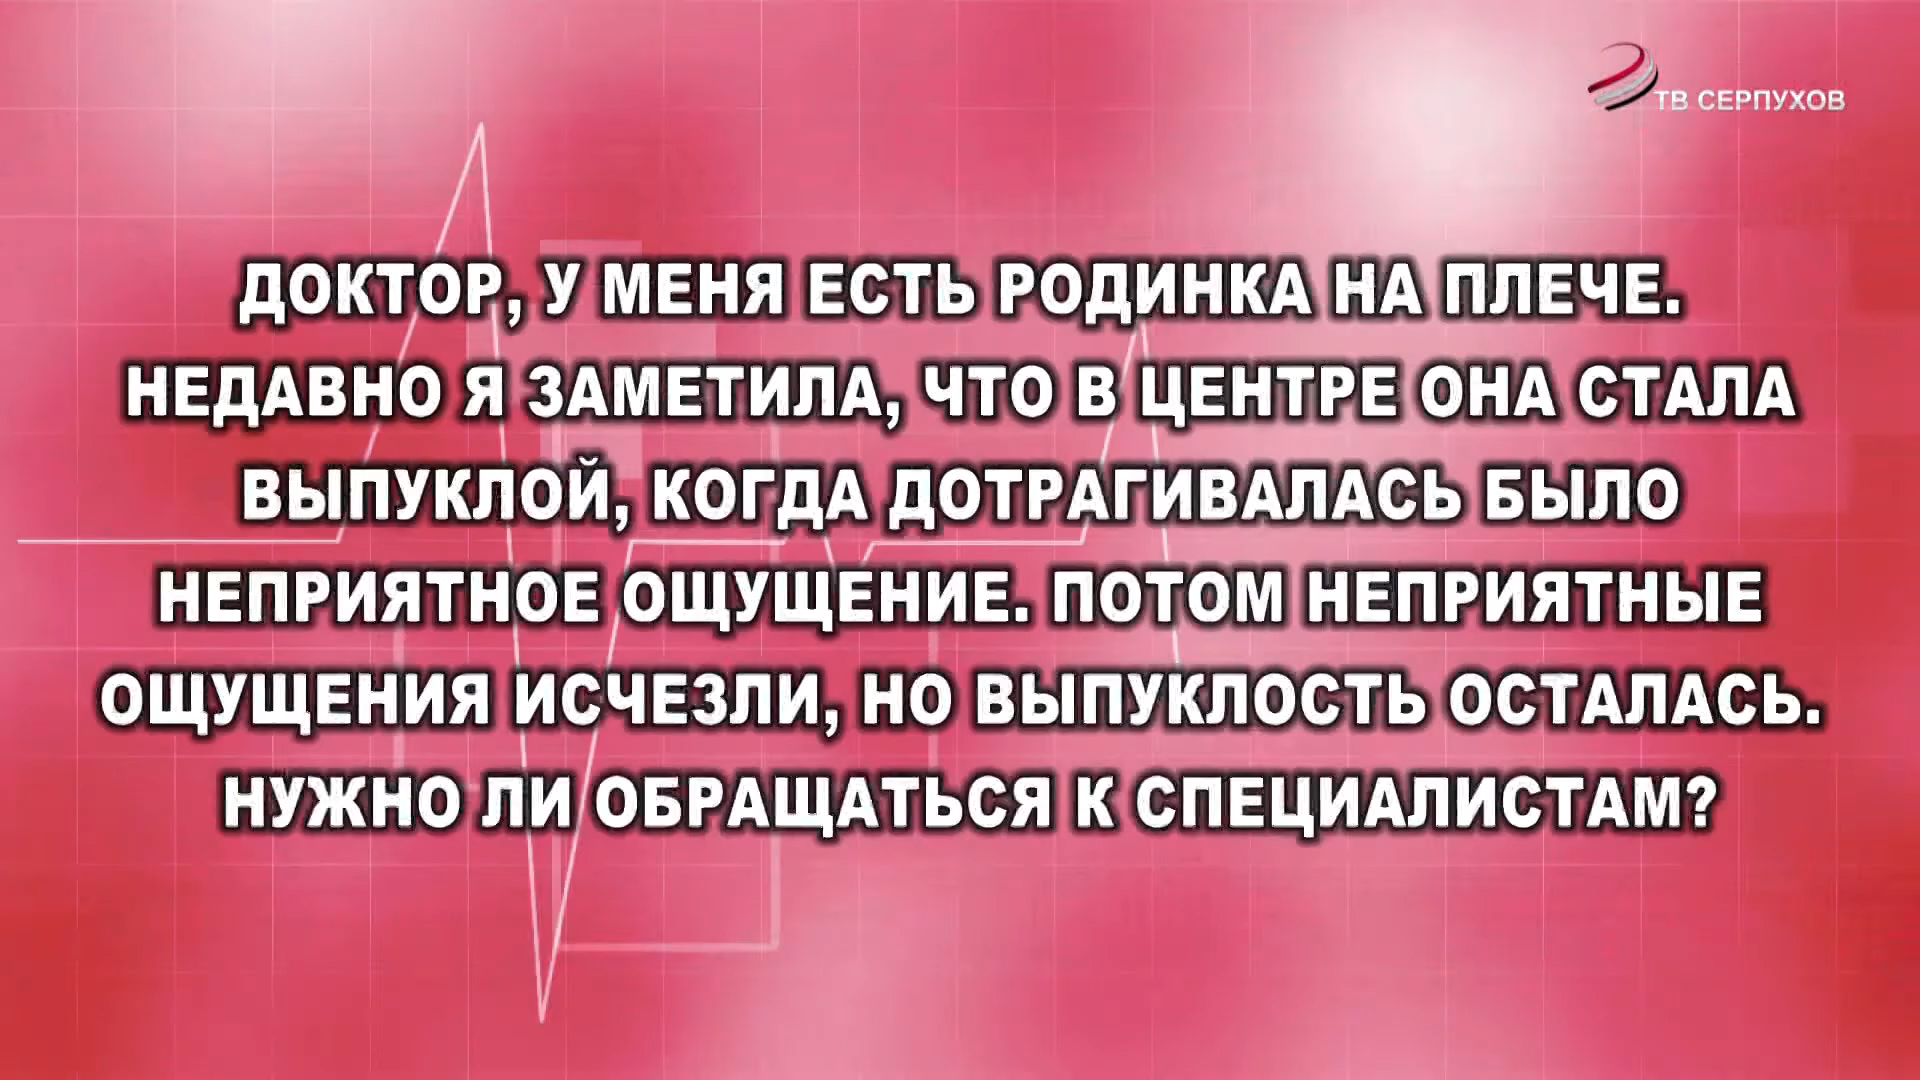 ТВ СЕРПУХОВ
ДОКТОР, У МЕНЯ ЕСТЬ РОДИНКА НА ПЛЕЧЕ.
НЕДАВНО Я ЗАМЕТИЛА, ЧТО В ЦЕНТРЕ ОНА СТАЛА
ВЫПУКЛОЙ, КОГДА ДОТРАГИВАЛАСЬ БЫЛО
НЕПРИЯТНОЕ ОЩУЩЕНИЕ. ПОТОМ НЕПРИЯТНЫЕ
ОЩУЩЕНИЯ ИСЧЕЗЛИ, НО ВЫПУКЛОСТЬ ОСТАЛАСЬ.
НУЖНО ЛИ ОБРАЩАТЬСЯ К СПЕЦИАЛИСТАМ?